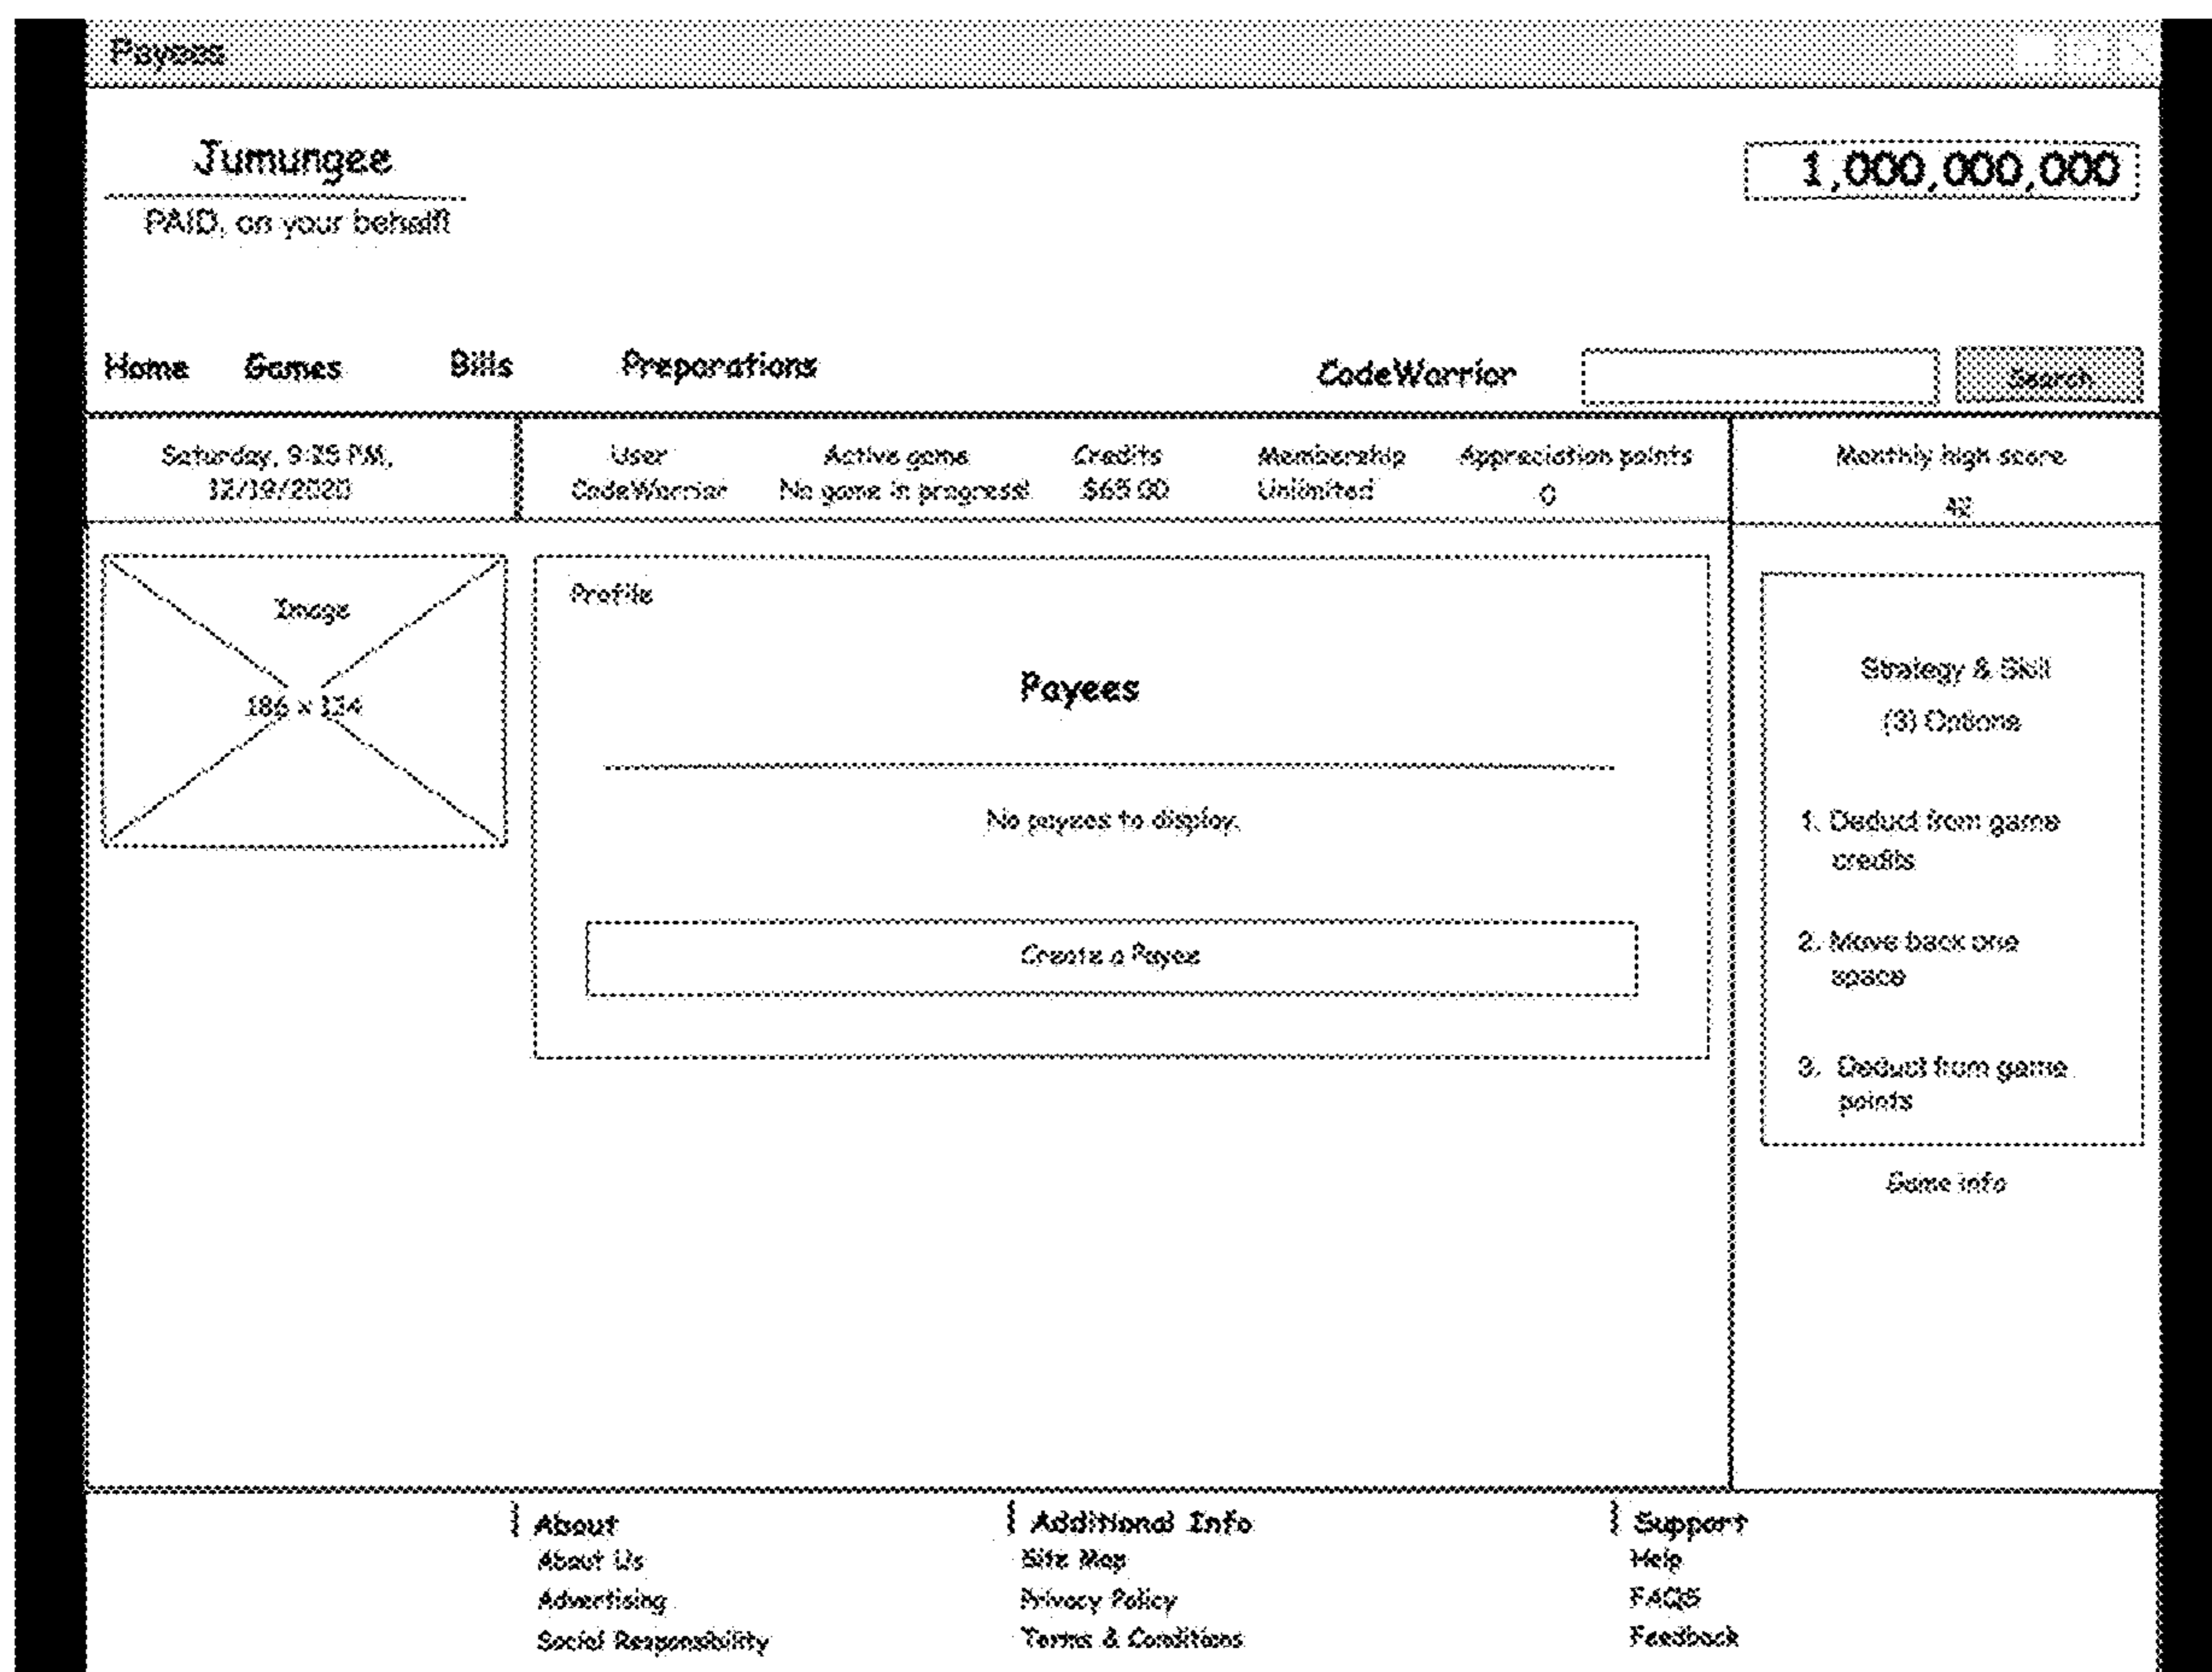 Payees
Jumungee
1,000,000,000
PAID, on your behalf!
Home Games Bills Preparations CodeWarrior Search
Saturday, 9:25 PM,
12/19/2020
User Active game Credits Membership Appreciation points
CodeWarrior No game in progress! $65.00 Unlimited 0
Monthly high score
42
Image
186 x 134
Profile
Payees
No payees to display.
Create a Payee
Strategy & Skill
(3) Options
1. Deduct from game
credits
2. Move back one
space
3. Deduct from game
points
Game info
About
About Us
Advertising
Social Responsibility
Additional Info
Site Map
Privacy Policy
Terms & Conditions
Support
Help
FAQS
Feedback